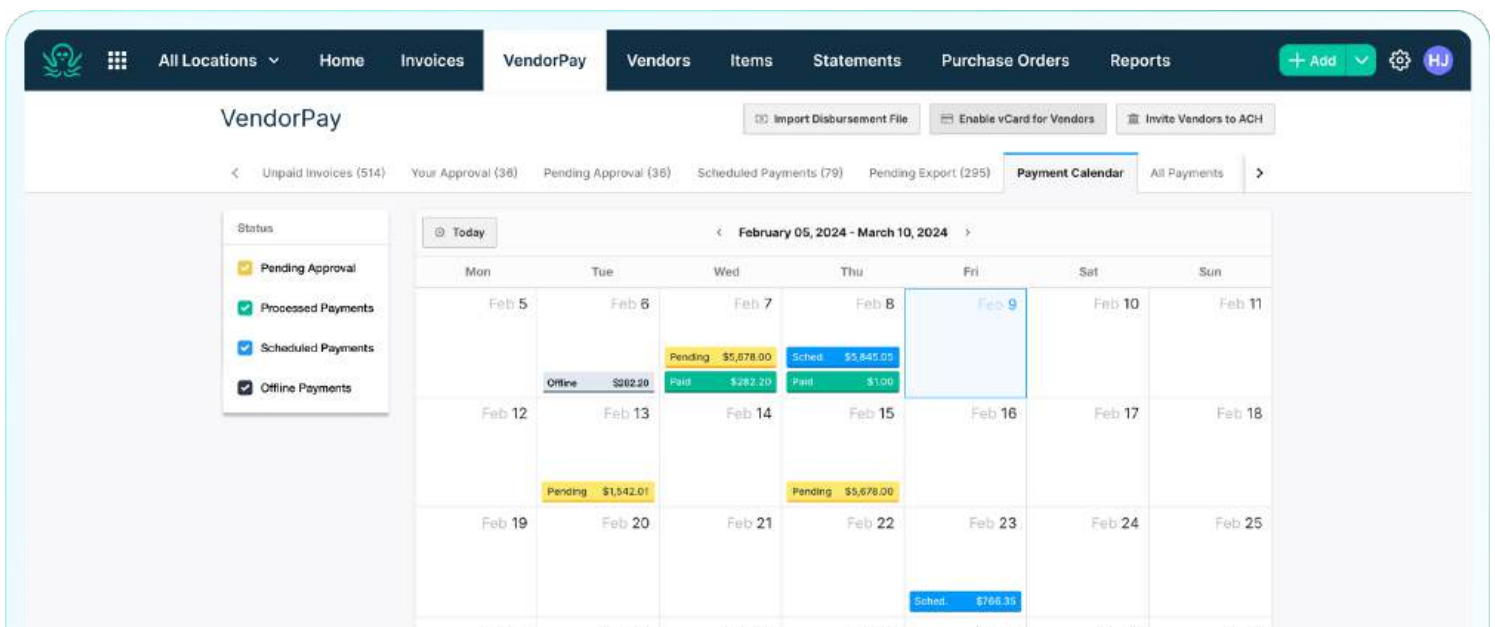 All Locations Home Invoices VendorPay Vendors Items Statements Purchase Orders Reports + Add HJ
VendorPay Import Disbursement File Enable vCard for Vendors Invite Vendors to ACH
< Unpaid Invoices (514) Your Approval (36) Pending Approval (36) Scheduled Payments (79) Pending Export (295) Payment Calendar All Payments >
Status
Pending Approval
Processed Payments
Scheduled Payments
Offline Payments
Today < February 05, 2024 - March 10, 2024 >
Mon Tue Wed Thu Fri Sat Sun
Feb 5 Feb 6 Feb 7 Feb 8 Feb 9 Feb 10 Feb 11
Pending $5,678.00 Sched. $5,845.05
Offline $282.20 Paid $282.20 Paid $1.00
Feb 12 Feb 13 Feb 14 Feb 15 Feb 16 Feb 17 Feb 18
Pending $1,542.01 Pending $5,678.00
Feb 19 Feb 20 Feb 21 Feb 22 Feb 23 Feb 24 Feb 25
Sched. $766.35